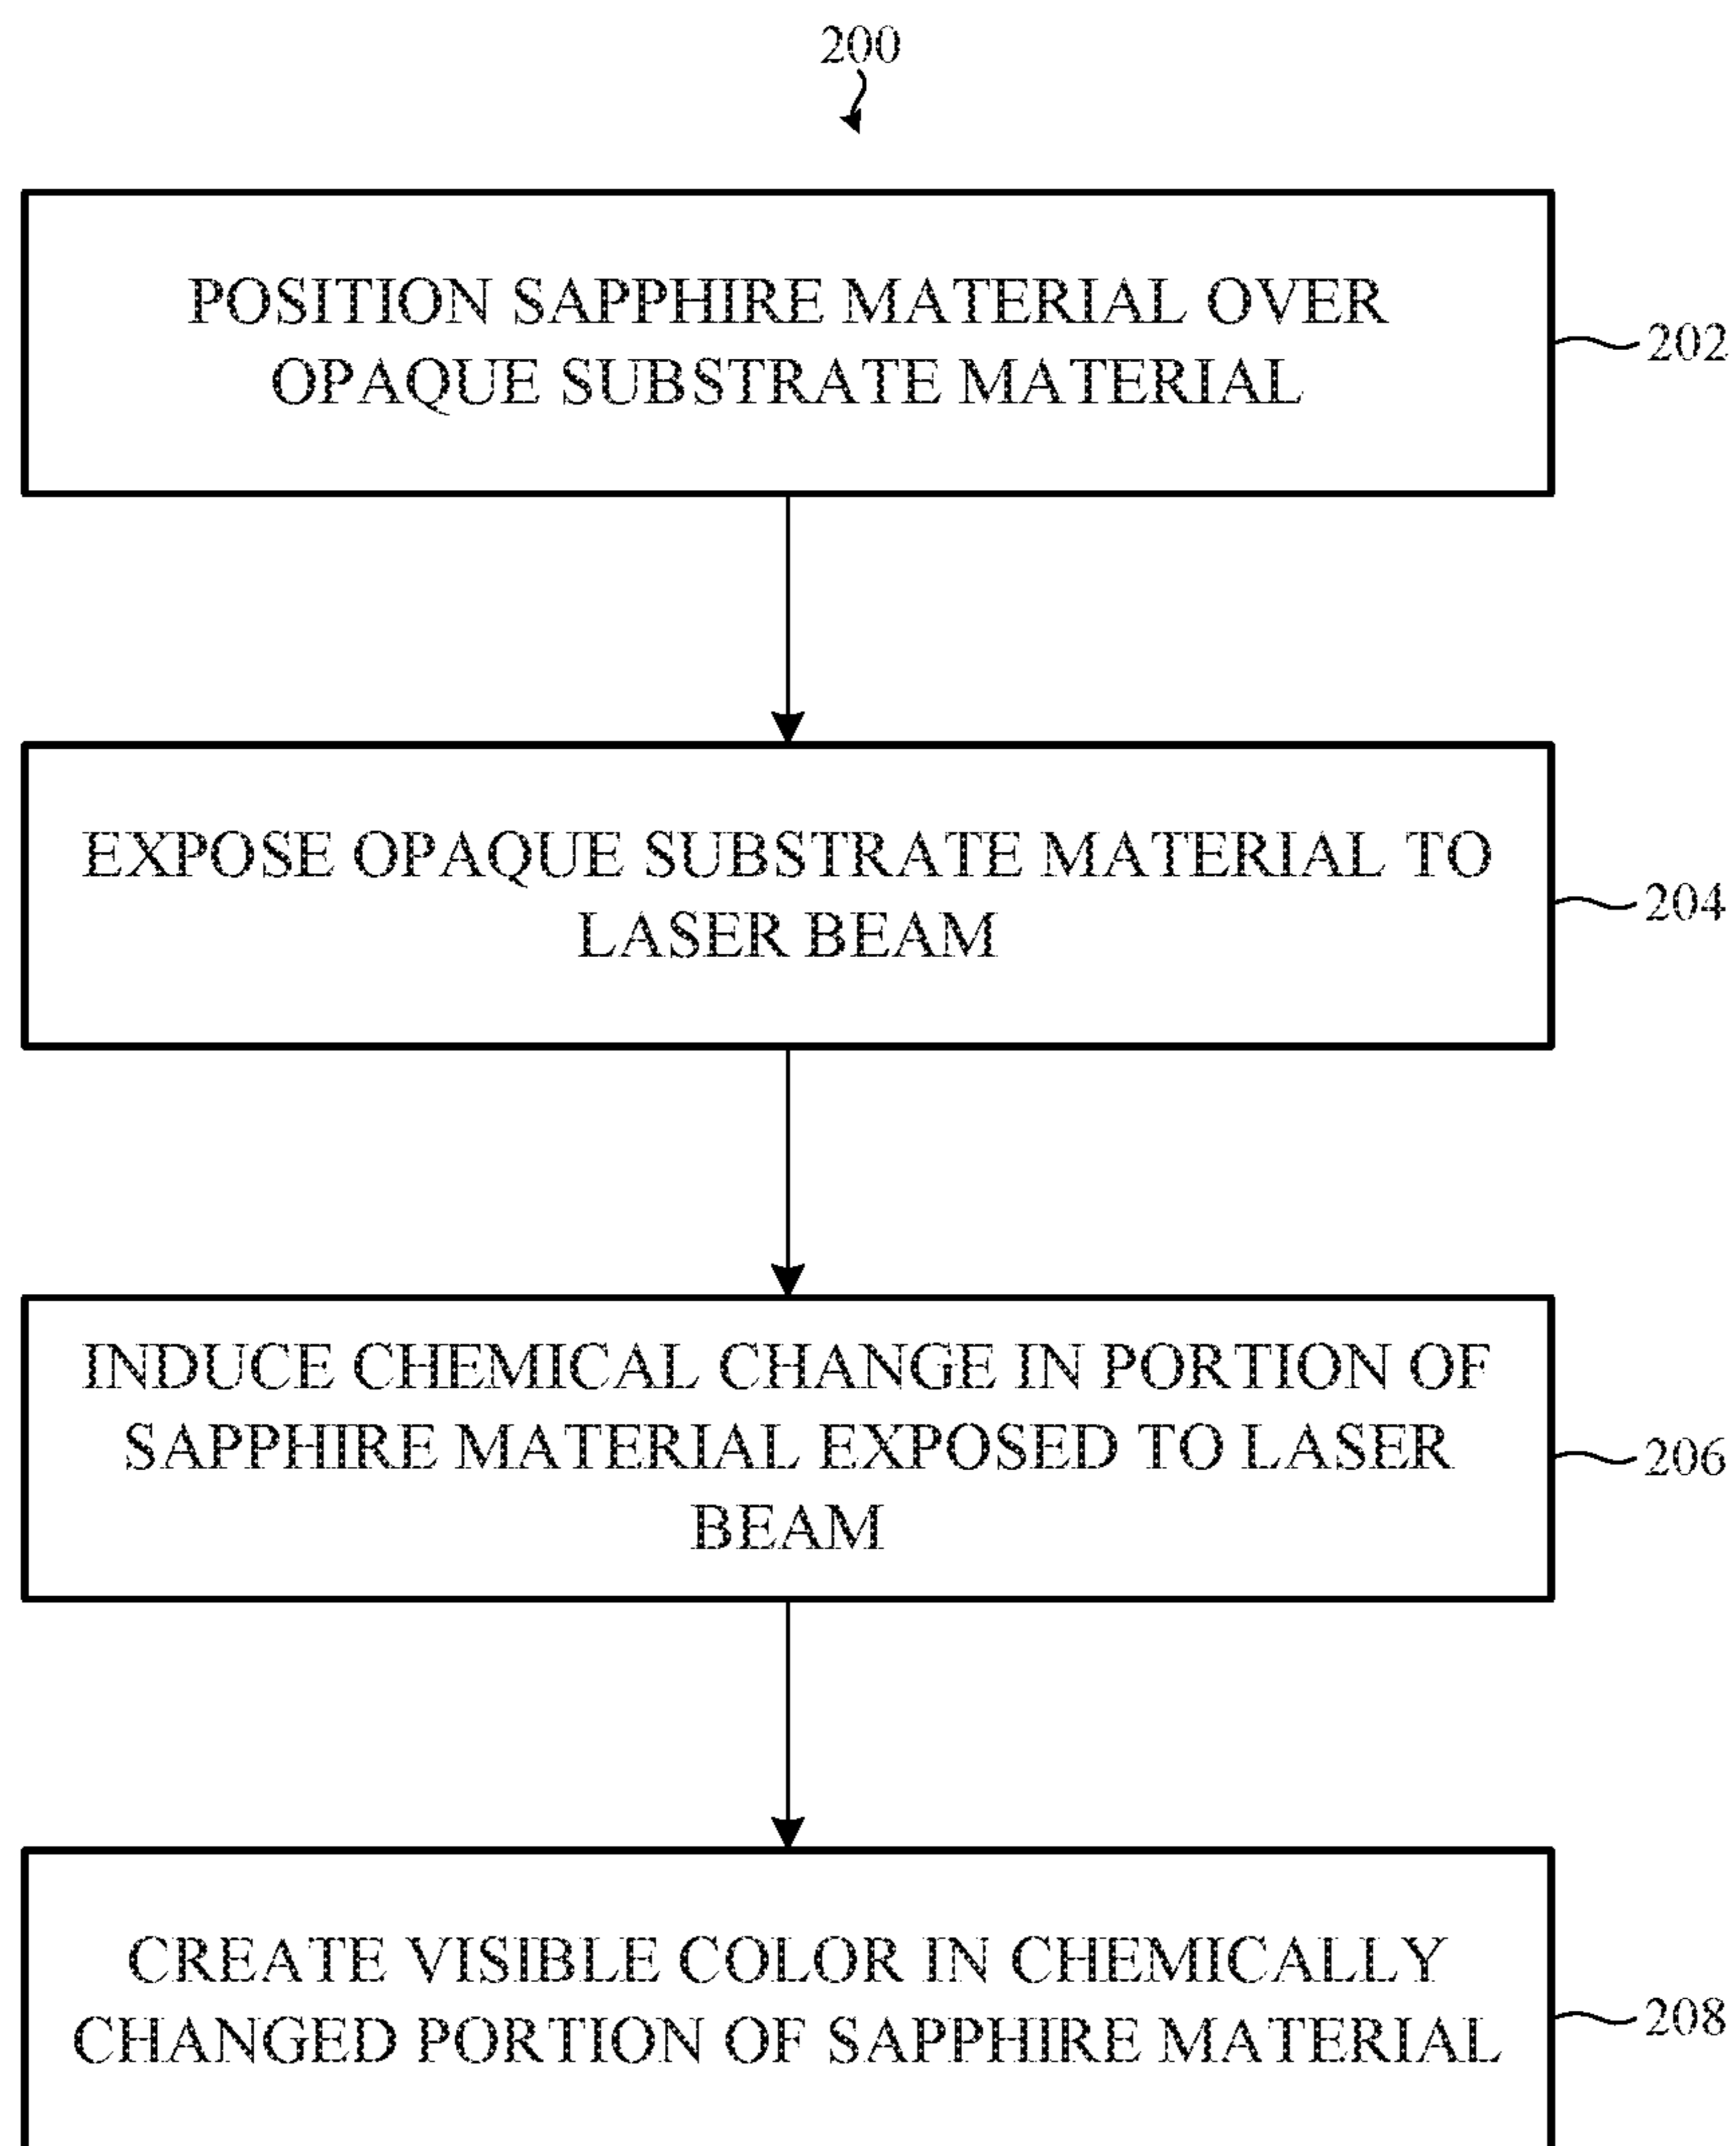 200
POSITION SAPPHIRE MATERIAL OVER
OPAQUE SUBSTRATE MATERIAL
202
EXPOSE OPAQUE SUBSTRATE MATERIAL TO
LASER BEAM
204
INDUCE CHEMICAL CHANGE IN PORTION OF
SAPPHIRE MATERIAL EXPOSED TO LASER
BEAM
206
CREATE VISIBLE COLOR IN CHEMICALLY
CHANGED PORTION OF SAPPHIRE MATERIAL
208